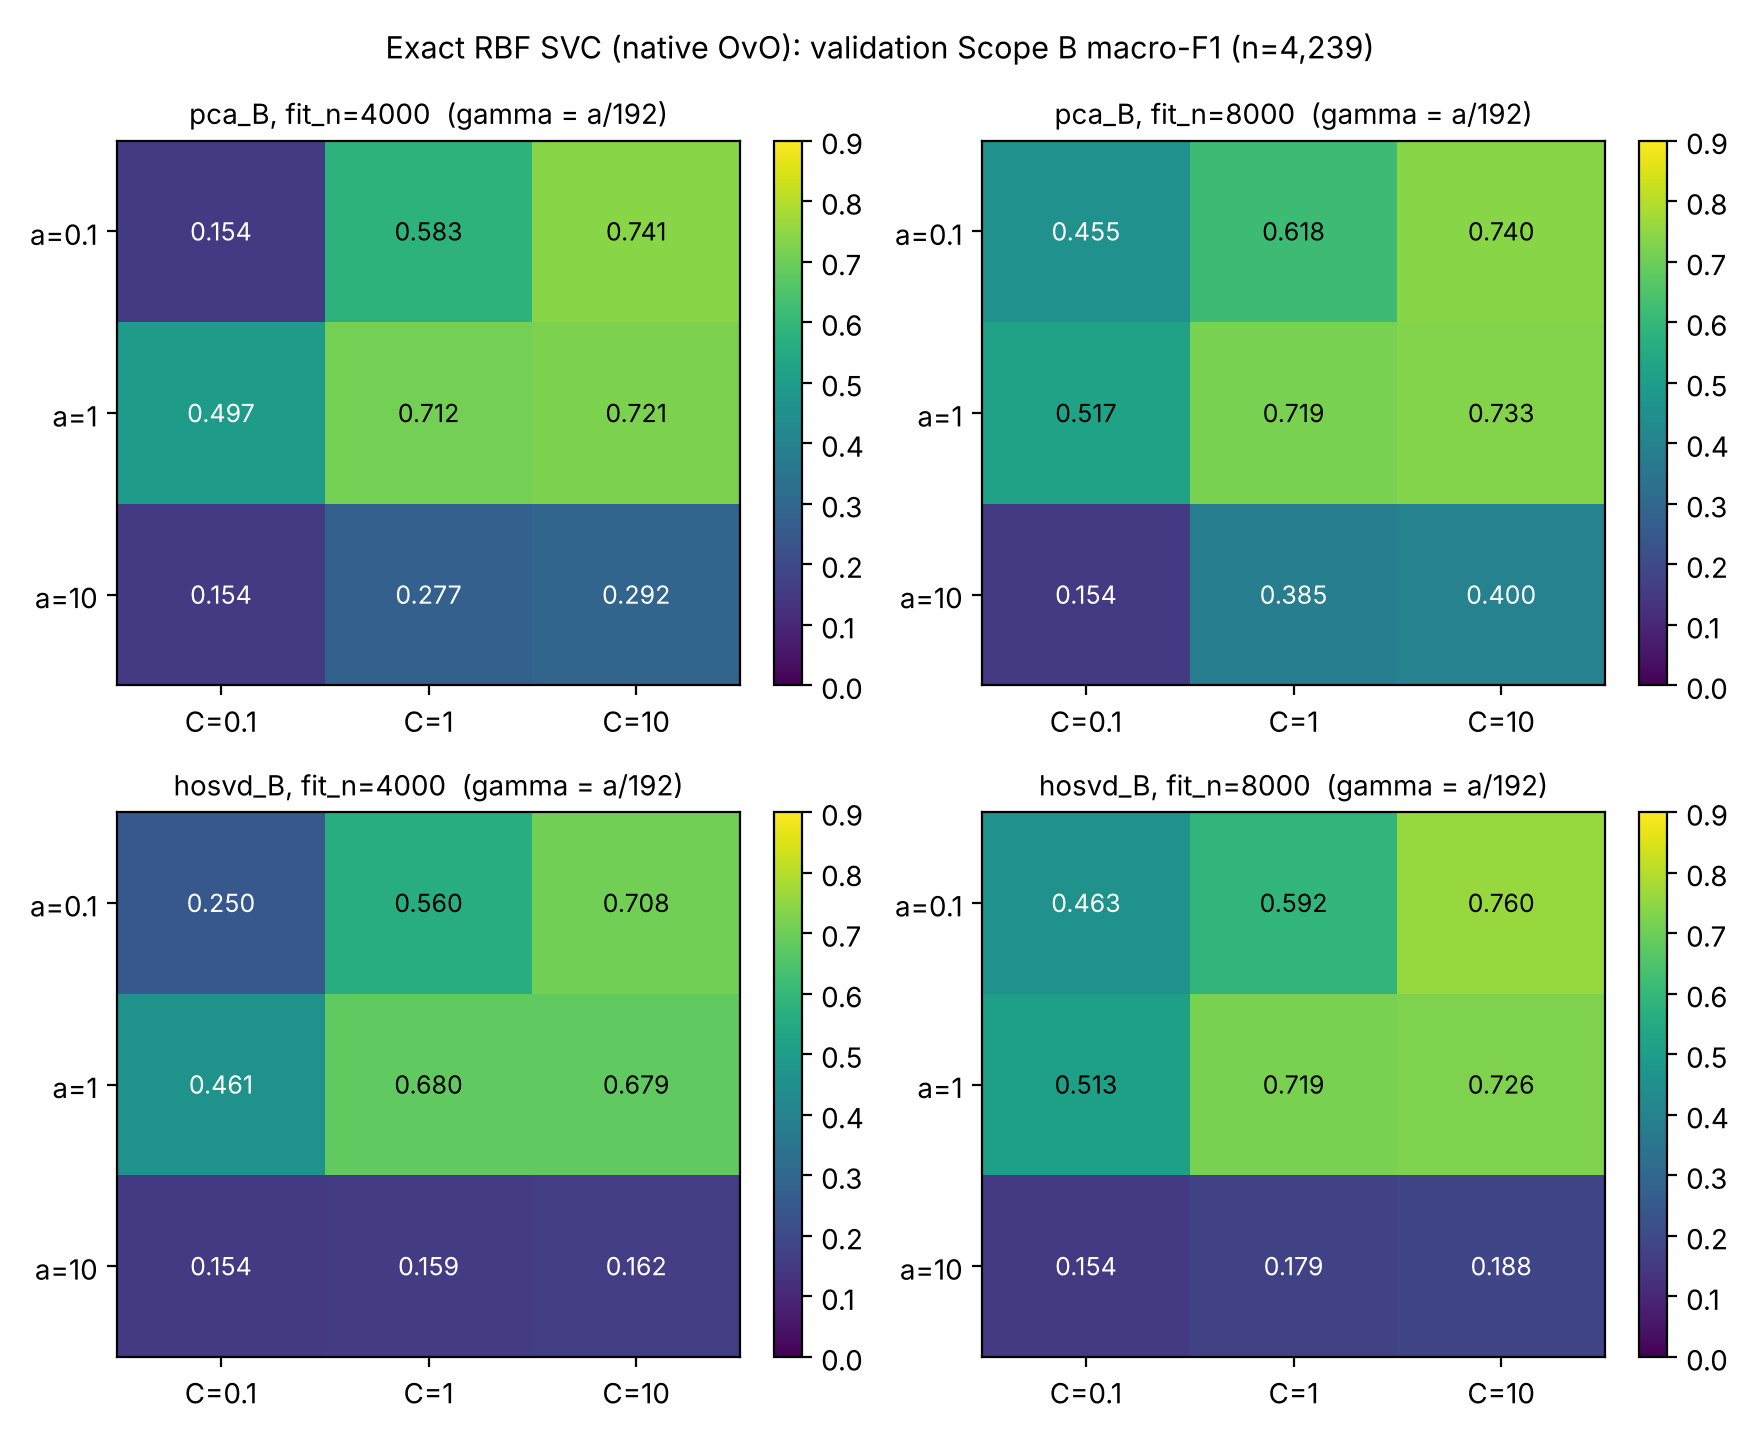 Exact RBF SVC (native OvO): validation Scope B macro-F1 (n=4,239)
pca_B, fit_n=4000  (gamma = a/192)
a=0.1
a=1
a=10
0.154 0.583 0.741
0.497 0.712 0.721
0.154 0.277 0.292
C=0.1 C=1 C=10
0.9
0.8
0.7
0.6
0.5
0.4
0.3
0.2
0.1
0.0
pca_B, fit_n=8000  (gamma = a/192)
a=0.1
a=1
a=10
0.455 0.618 0.740
0.517 0.719 0.733
0.154 0.385 0.400
C=0.1 C=1 C=10
0.9
0.8
0.7
0.6
0.5
0.4
0.3
0.2
0.1
0.0
hosvd_B, fit_n=4000  (gamma = a/192)
a=0.1
a=1
a=10
0.250 0.560 0.708
0.461 0.680 0.679
0.154 0.159 0.162
C=0.1 C=1 C=10
0.9
0.8
0.7
0.6
0.5
0.4
0.3
0.2
0.1
0.0
hosvd_B, fit_n=8000  (gamma = a/192)
a=0.1
a=1
a=10
0.463 0.592 0.760
0.513 0.719 0.726
0.154 0.179 0.188
C=0.1 C=1 C=10
0.9
0.8
0.7
0.6
0.5
0.4
0.3
0.2
0.1
0.0